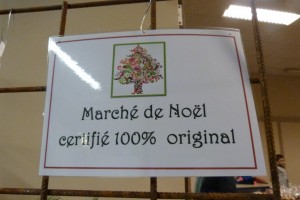 Marché de Noël
certifié 100% original